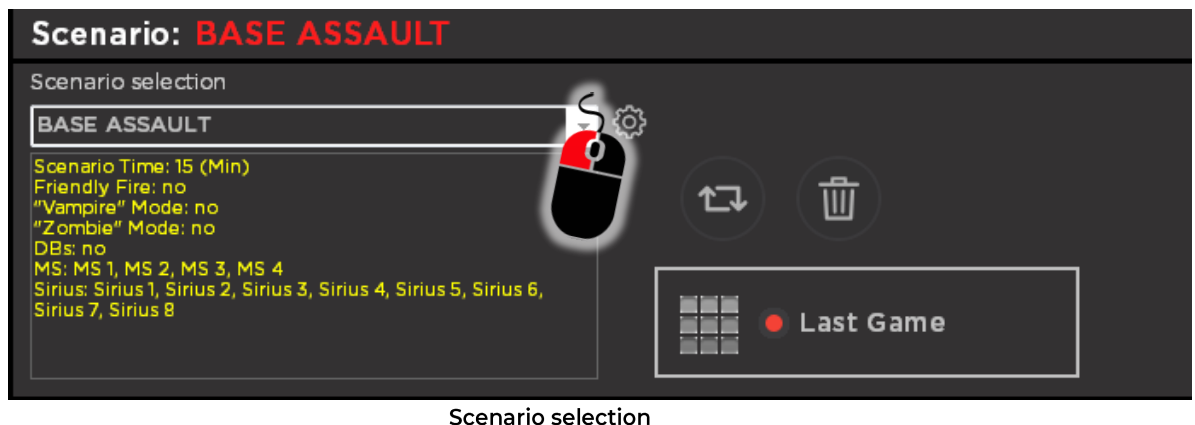 Scenario: BASE ASSAULT
Scenario selection
BASE ASSAULT
Scenario Time: 15 (Min)
Friendly Fire: no
"Vampire" Mode: no
"Zombie" Mode: no
DBs: no
MS: MS 1, MS 2, MS 3, MS 4
Sirius: Sirius 1, Sirius 2, Sirius 3, Sirius 4, Sirius 5, Sirius 6,
Sirius 7, Sirius 8
Last Game
Scenario selection